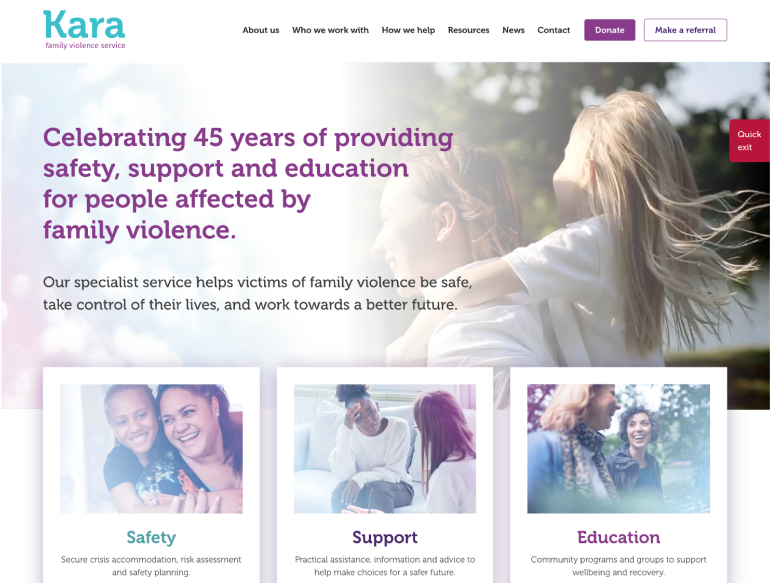 Kara
family violence service
About us Who we work with How we help Resources News Contact Donate Make a referral
Quick
exit
Celebrating 45 years of providing
safety, support and education
for people affected by
family violence.
Our specialist service helps victims of family violence be safe,
take control of their lives, and work towards a better future.
Safety
Secure crisis accommodation, risk assessment
and safety planning.
Support
Practical assistance, information and advice to
help make choices for a safer future.
Education
Community programs and groups to support
wellbeing and recovery.